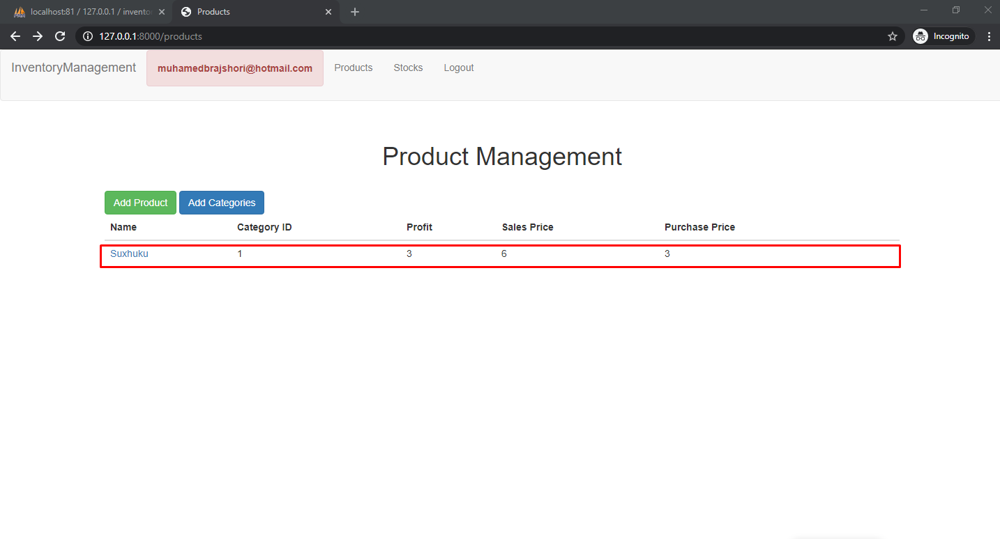 localhost:81 / 127.0.0.1 / invento
Products
127.0.0.1:8000/products
Incognito
InventoryManagement muhamedbrajshori@hotmail.com Products Stocks Logout
Product Management
Add Product Add Categories
Name Category ID Profit Sales Price Purchase Price
Suxhuku 1 3 6 3